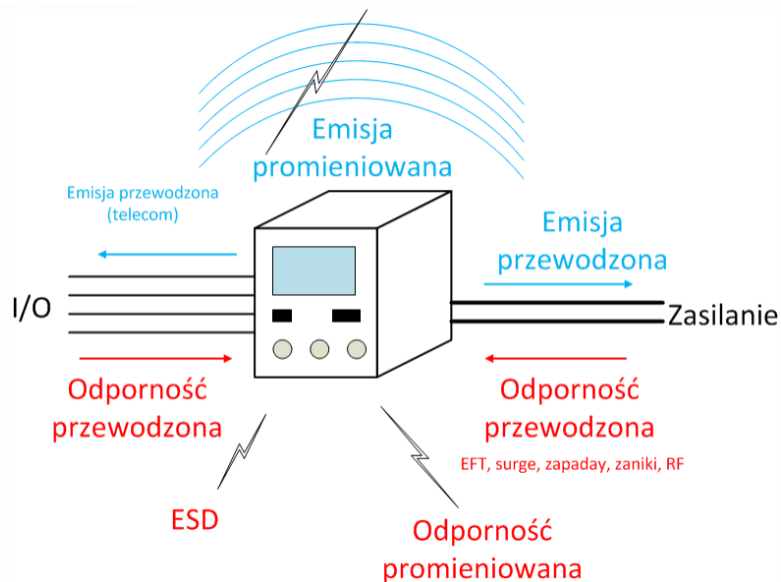 Emisja
promieniowana
Emisja przewodzona
(telecom)
Emisja
przewodzona
I/O
Zasilanie
Odporność
przewodzona
Odporność
przewodzona
EFT, surge, zapaday, zaniki, RF
ESD
Odporność
promieniowana